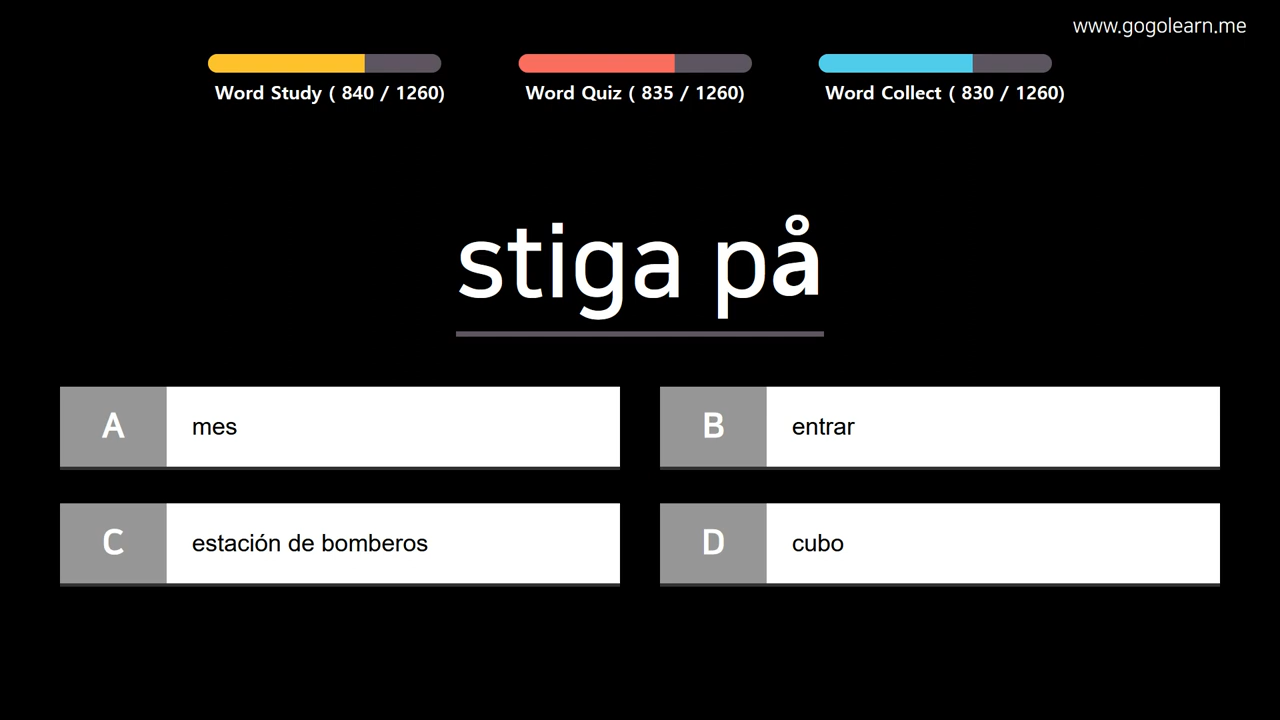 www.gogolearn.me
Word Study ( 840 / 1260)
Word Quiz ( 835 / 1260)
Word Collect ( 830 / 1260)
stiga på
A
mes
B
entrar
C
estación de bomberos
D
cubo